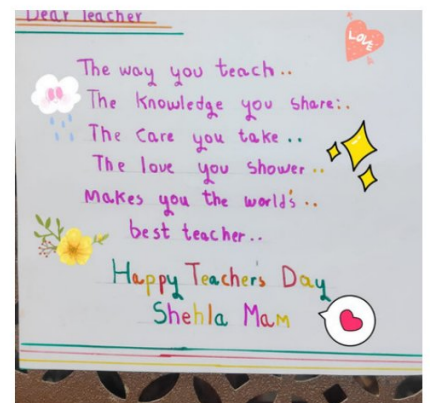 Dear Teacher
LOVE
The way you teach..
The knowledge you share:.
The care you take ..
The love you shower ..
Makes you the world's ..
best teacher..
Happy Teacher's Day
Shehla Mam